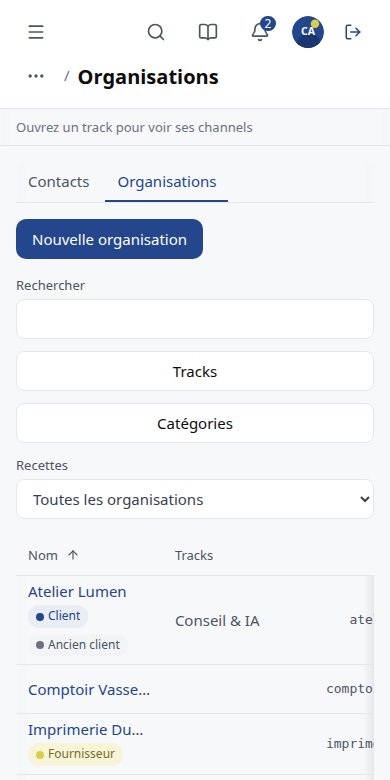 2
CA
… / Organisations
Ouvrez un track pour voir ses channels
Contacts Organisations
Nouvelle organisation
Rechercher
Tracks
Catégories
Recettes
Toutes les organisations
Nom Tracks
Atelier Lumen
Client
Conseil & IA ate
Ancien client
Comptoir Vasse… compto
Imprimerie Du… imprim
Fournisseur